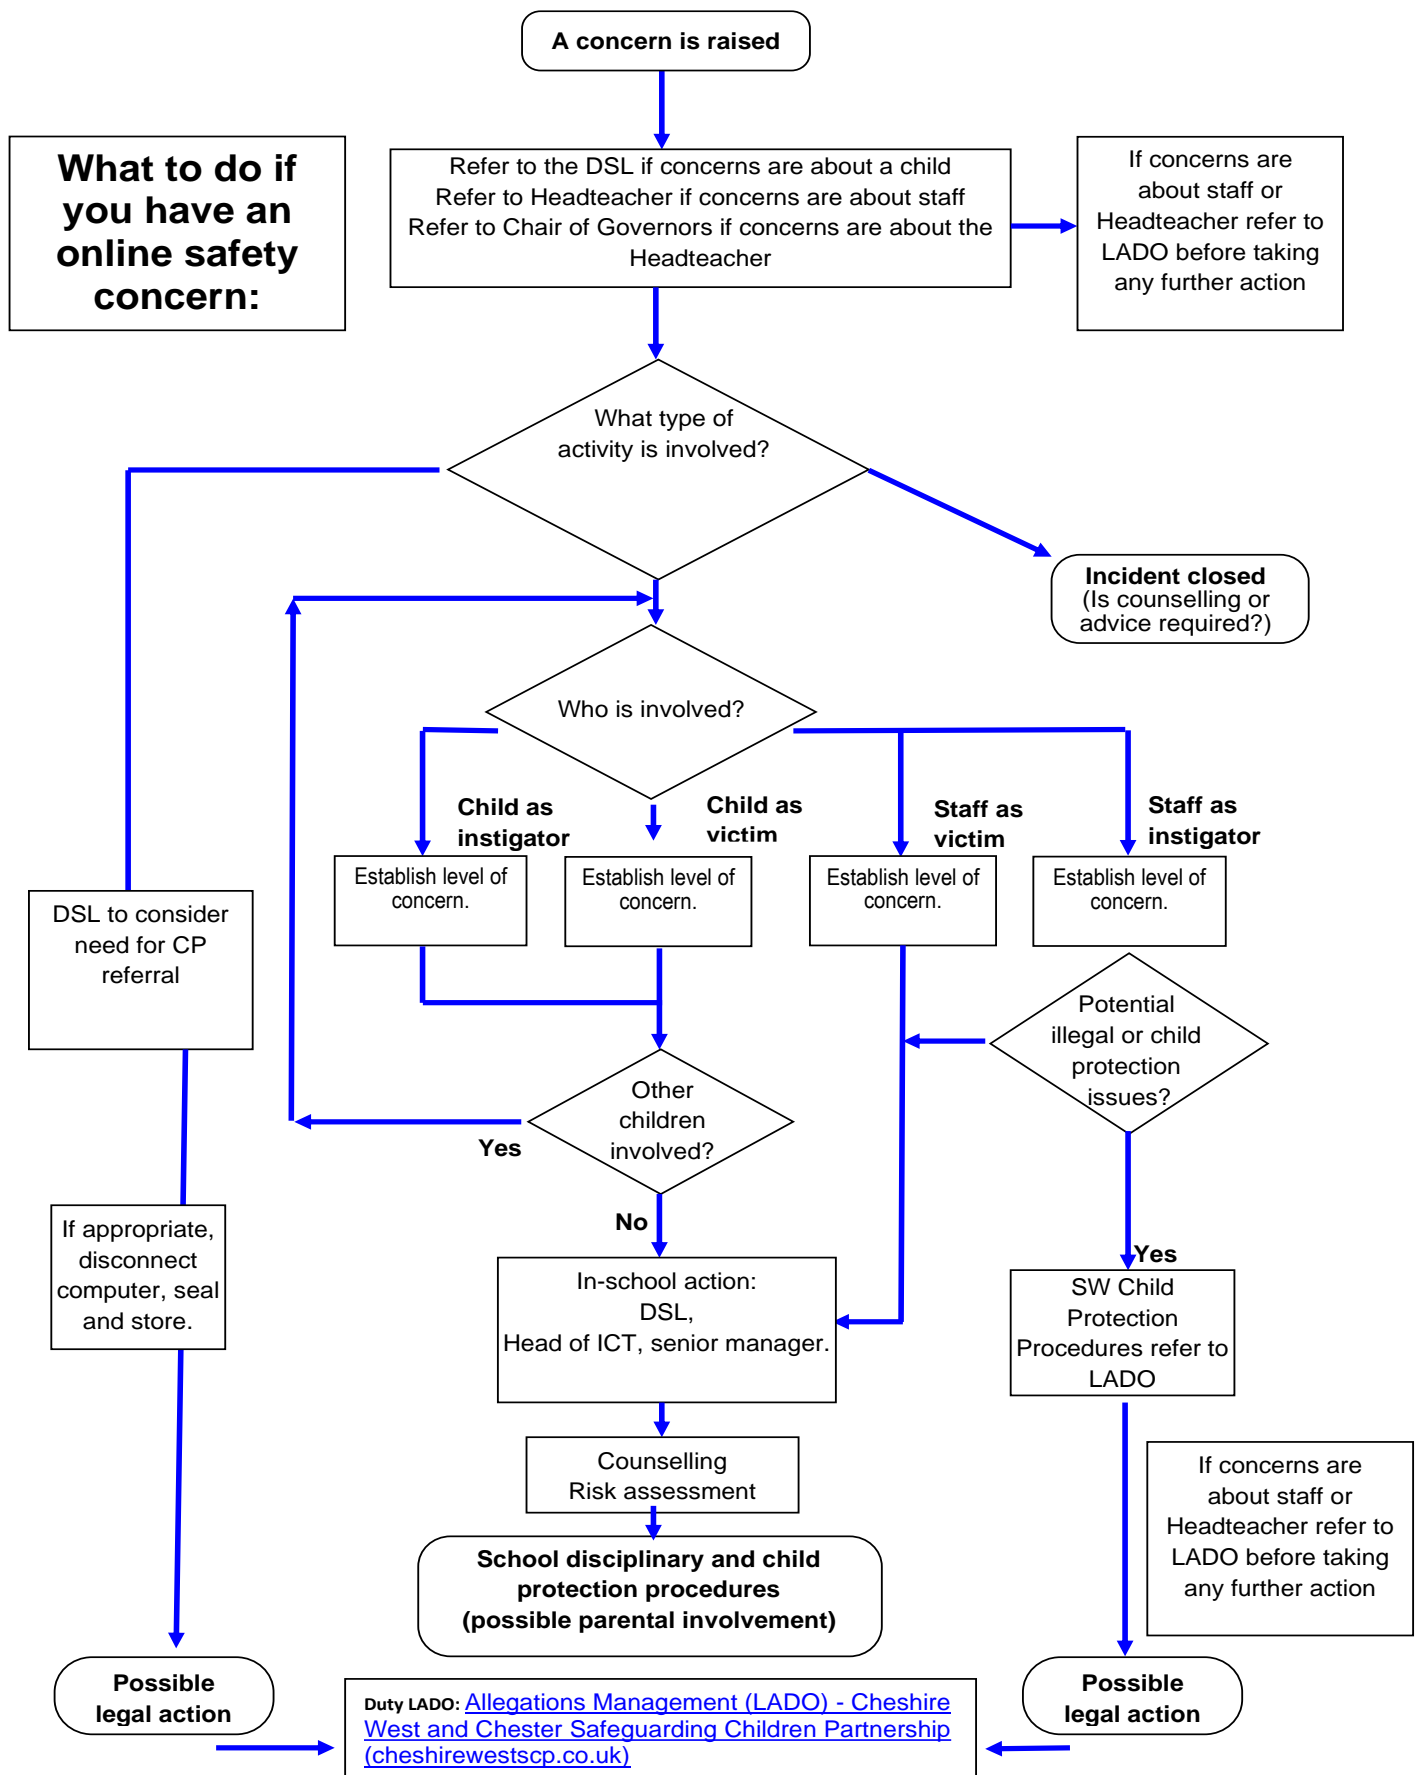 A concern is raised
What to do if
you have an
online safety
concern:
Refer to the DSL if concerns are about a child
Refer to Headteacher if concerns are about staff
Refer to Chair of Governors if concerns are about the
Headteacher
If concerns are
about staff or
Headteacher refer to
LADO before taking
any further action
What type of
activity is involved?
Incident closed
(Is counselling or
advice required?)
Who is involved?
Child as
instigator
Child as
victim
Staff as
victim
Staff as
instigator
Establish level of
concern.
Establish level of
concern.
Establish level of
concern.
Establish level of
concern.
DSL to consider
need for CP
referral
Potential
illegal or child
protection
issues?
Other
children
involved?
Yes
No
Yes
If appropriate,
disconnect
computer, seal
and store.
In-school action:
DSL,
Head of ICT, senior manager.
SW Child
Protection
Procedures refer to
LADO
Counselling
Risk assessment
If concerns are
about staff or
Headteacher refer to
LADO before taking
any further action
School disciplinary and child
protection procedures
(possible parental involvement)
Possible
legal action
Possible
legal action
Duty LADO: Allegations Management (LADO) - Cheshire
West and Chester Safeguarding Children Partnership
(cheshirewestscp.co.uk)